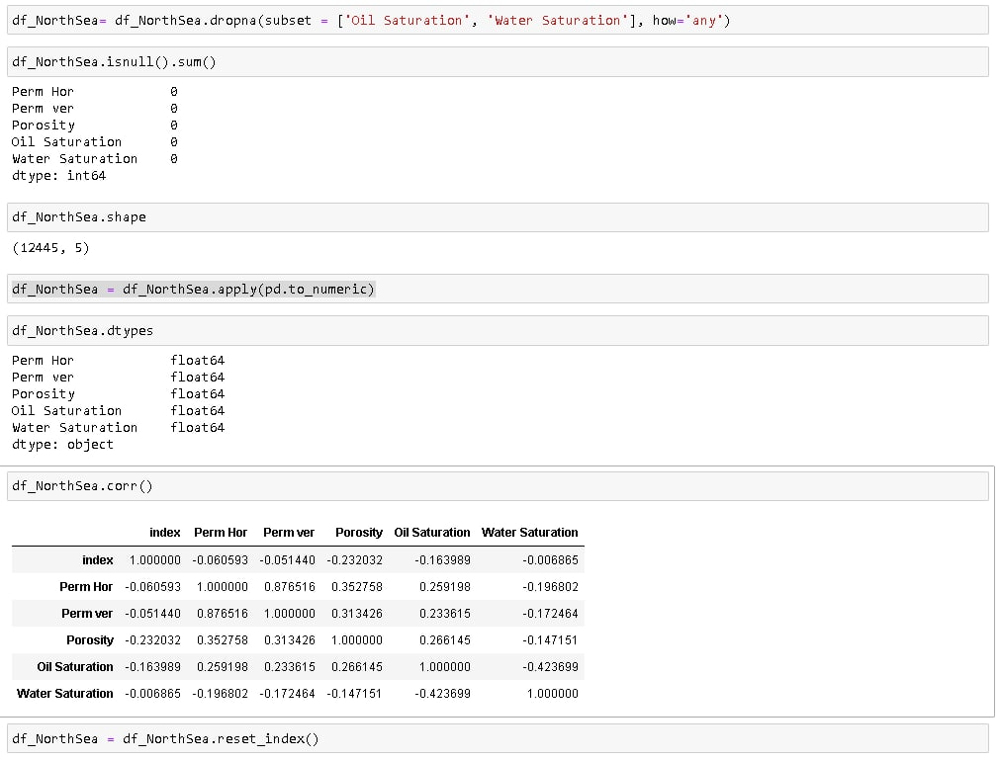 df_NorthSea= df_NorthSea.dropna(subset = ['Oil Saturation', 'Water Saturation'], how='any')
df_NorthSea.isnull().sum()
Perm Hor 0
Perm ver 0
Porosity 0
Oil Saturation 0
Water Saturation 0
dtype: int64
df_NorthSea.shape
(12445, 5)
df_NorthSea = df_NorthSea.apply(pd.to_numeric)
df_NorthSea.dtypes
Perm Hor float64
Perm ver float64
Porosity float64
Oil Saturation float64
Water Saturation float64
dtype: object
df_NorthSea.corr()
index Perm Hor Perm ver Porosity Oil Saturation Water Saturation
index 1.000000 -0.060593 -0.051440 -0.232032 -0.163989 -0.006865
Perm Hor -0.060593 1.000000 0.876516 0.352758 0.259198 -0.196802
Perm ver -0.051440 0.876516 1.000000 0.313426 0.233615 -0.172464
Porosity -0.232032 0.352758 0.313426 1.000000 0.266145 -0.147151
Oil Saturation -0.163989 0.259198 0.233615 0.266145 1.000000 -0.423699
Water Saturation -0.006865 -0.196802 -0.172464 -0.147151 -0.423699 1.000000
df_NorthSea = df_NorthSea.reset_index()